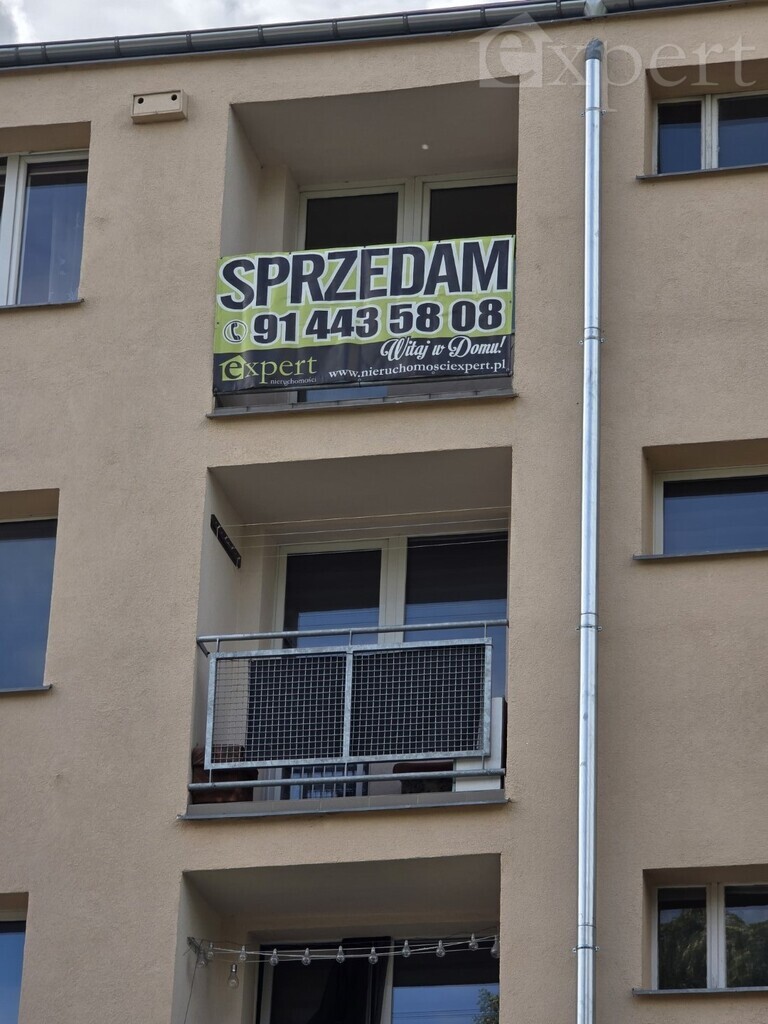 expert
SPRZEDAM
91 443 58 08
Witaj w Domu!
expert
nieruchomości
www.nieruchomosciexpert.pl